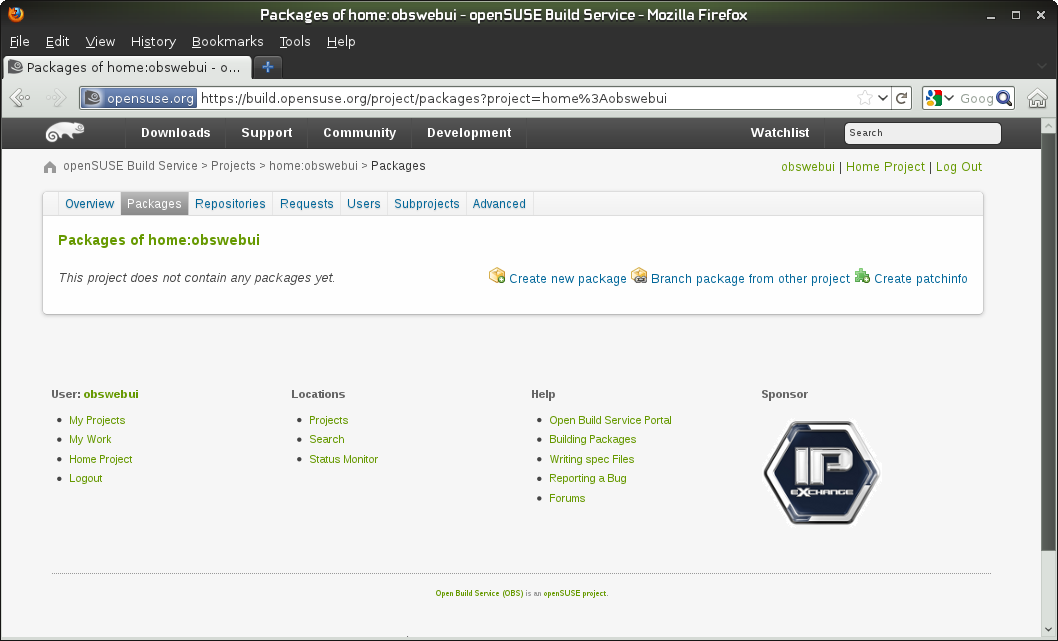 Packages of home:obswebui - openSUSE Build Service - Mozilla Firefox
File Edit View History Bookmarks Tools Help
Packages of home:obswebui - o...
opensuse.org https://build.opensuse.org/project/packages?project=home%3Aobswebui Goog
Downloads Support Community Development Watchlist Search
openSUSE Build Service > Projects > home:obswebui > Packages
obswebui | Home Project | Log Out
Overview Packages Repositories Requests Users Subprojects Advanced
Packages of home:obswebui
This project does not contain any packages yet.
Create new package Branch package from other project Create patchinfo
User: obswebui
My Projects
My Work
Home Project
Logout
Locations
Projects
Search
Status Monitor
Help
Open Build Service Portal
Building Packages
Writing spec Files
Reporting a Bug
Forums
Sponsor
IP
eXCHANGE
Open Build Service (OBS) is an openSUSE project.